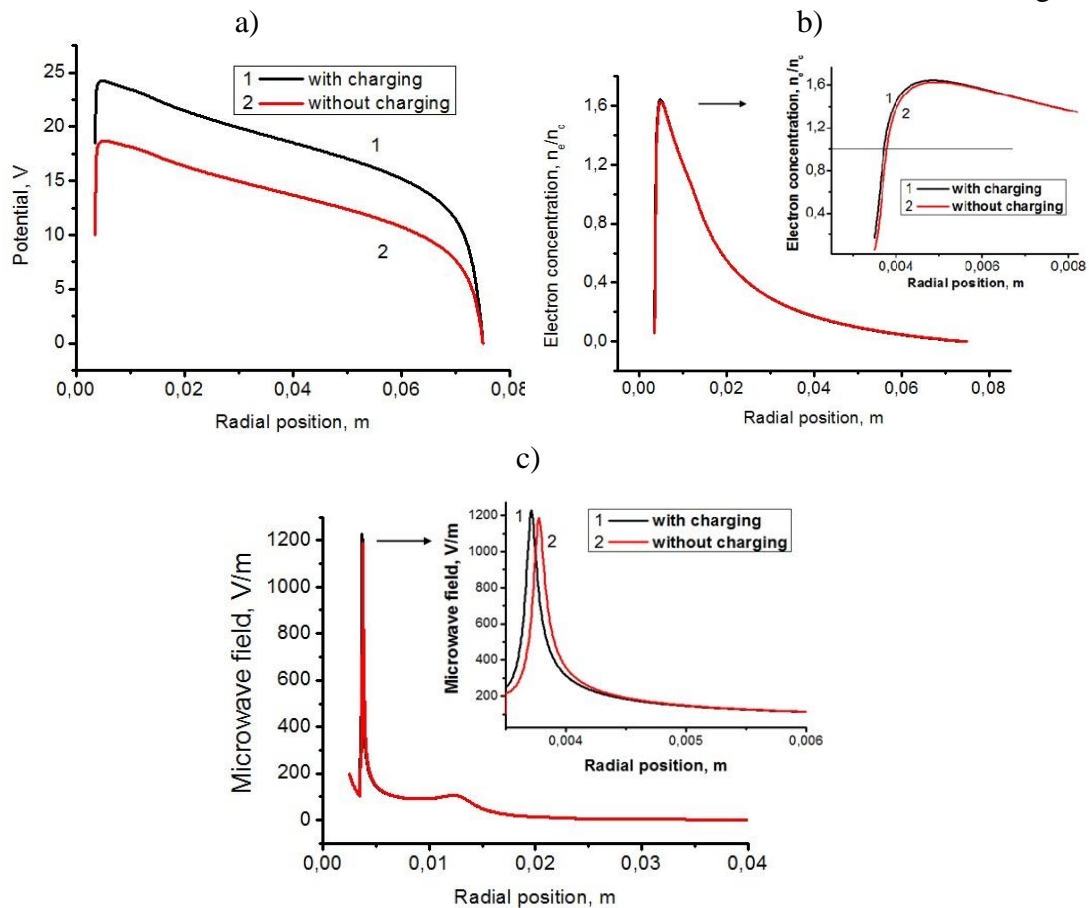 a)
25
20
15
10
5
0
Potential, V
1 with charging
2 without charging
1
2
0,00 0,02 0,04 0,06 0,08
Radial position, m
b)
1,6
1,2
0,8
0,4
0,0
Electron concentration, nₑ/n꜀
0,00 0,02 0,04 0,06 0,08
Radial position, m
1,6
1,2
0,8
0,4
Electron concentration, nₑ/n꜀
1
2
1 with charging
2 without charging
0,004 0,006 0,008
Radial position, m
c)
1200
1000
800
600
400
200
0
Microwave field, V/m
0,00 0,01 0,02 0,03 0,04
Radial position, m
1200
1000
800
600
400
200
Microwave field, V/m
1
2
1 with charging
2 without charging
0,004 0,005 0,006
Radial position, m